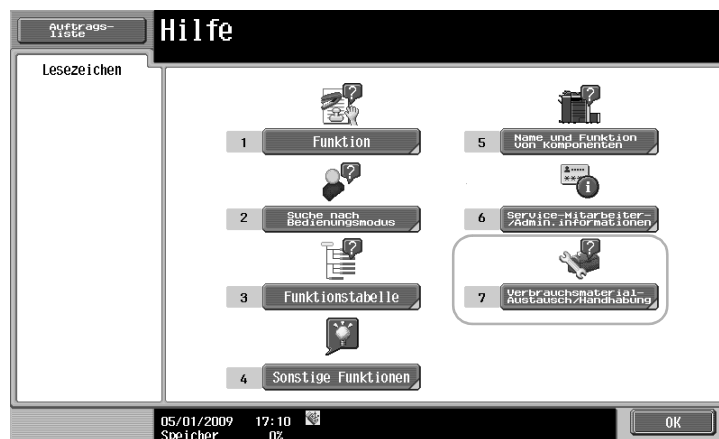 Auftrags-
liste
Hilfe
Lesezeichen
1 Funktion
2 Suche nach
Bedienungsmodus
3 Funktionstabelle
4 Sonstige Funktionen
5 Name und Funktion
von Komponenten
6 Service-Mitarbeiter-
/Admin.informationen
7 Verbrauchsmaterial-
Austausch/Handhabung
05/01/2009 17:10
Speicher 0%
OK